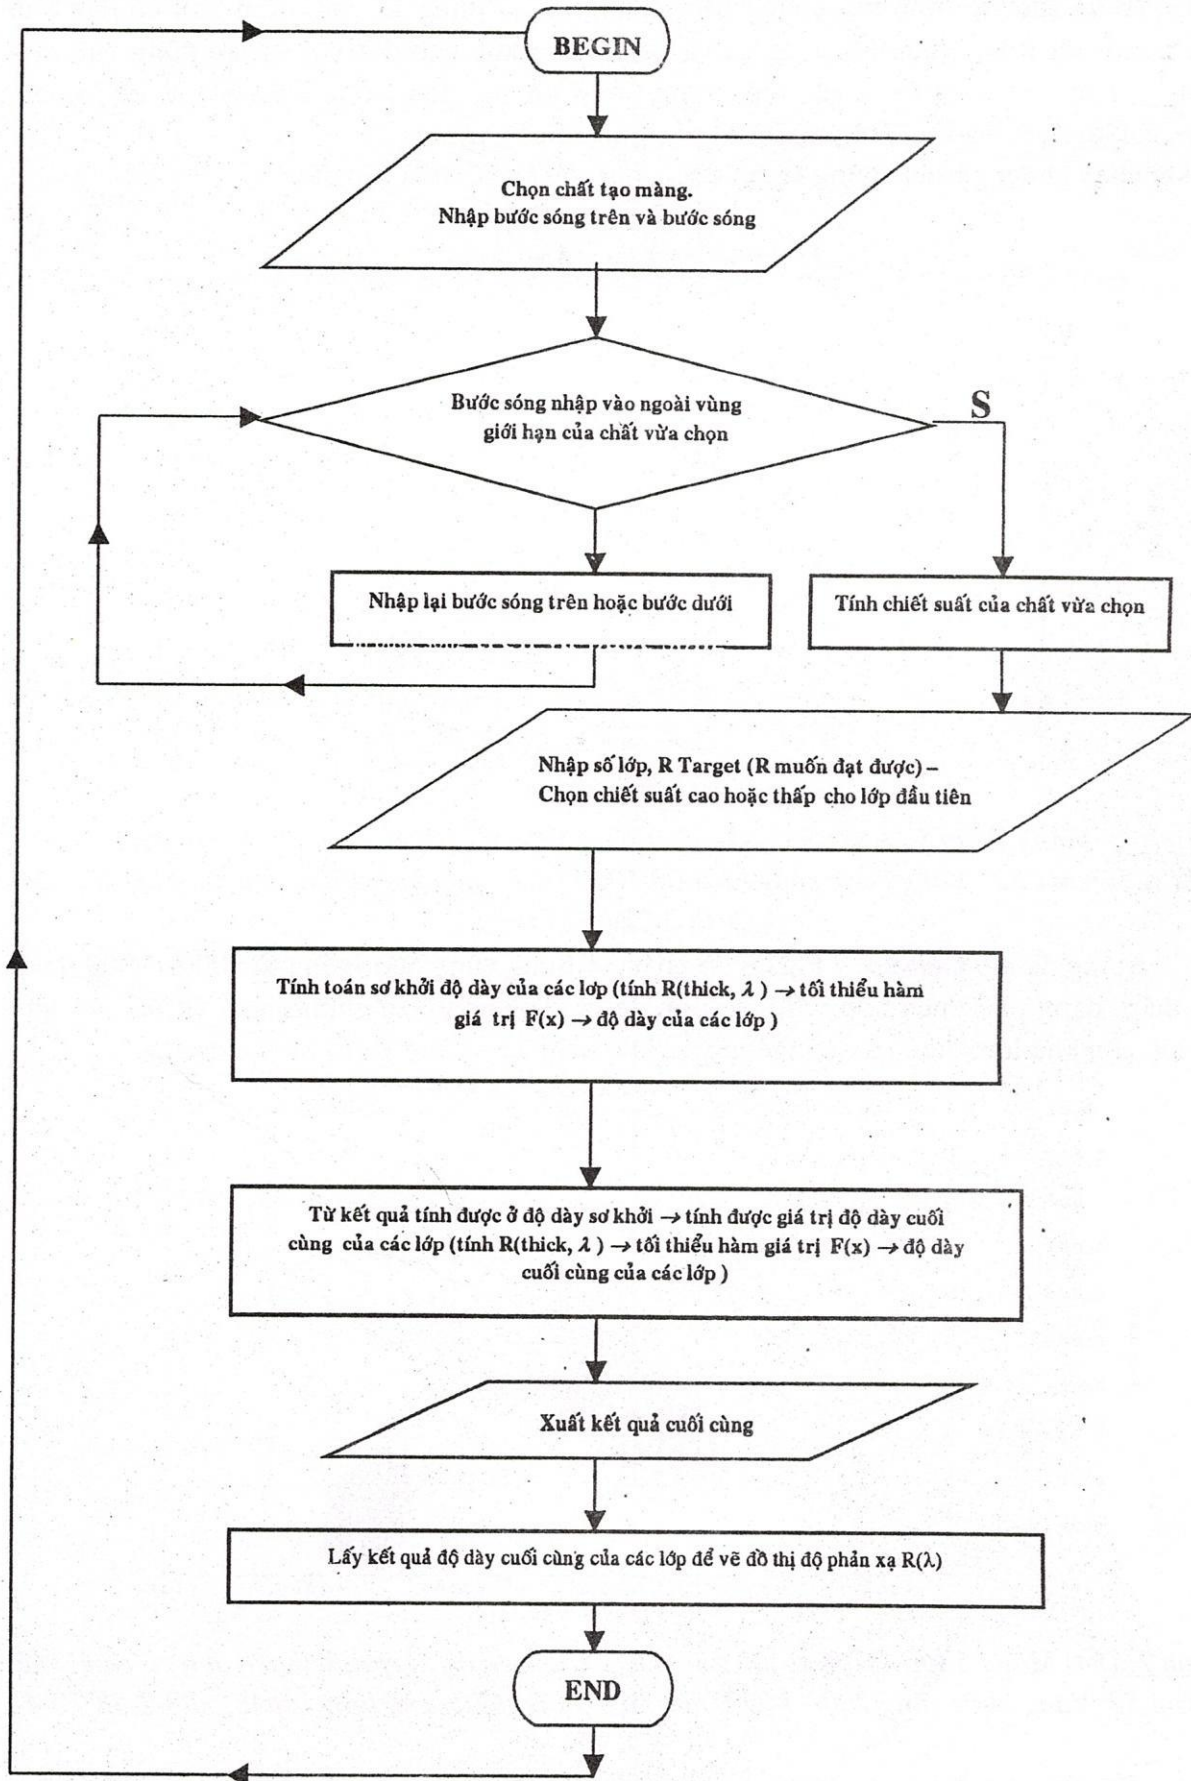 BEGIN
Chọn chất tạo màng.
Nhập bước sóng trên và bước sóng
Bước sóng nhập vào ngoài vùng
giới hạn của chất vừa chọn
S
Nhập lại bước sóng trên hoặc bước dưới
Tính chiết suất của chất vừa chọn
Nhập số lớp, R Target (R muốn đạt được) –
Chọn chiết suất cao hoặc thấp cho lớp đầu tiên
Tính toán sơ khởi độ dày của các lơp (tính R(thick, λ ) → tối thiểu hàm
giá trị F(x) → độ dày của các lớp )
Từ kết quả tính được ở độ dày sơ khởi → tính được giá trị độ dày cuối
cùng của các lớp (tính R(thick, λ ) → tối thiểu hàm giá trị F(x) → độ dày
cuối cùng của các lớp )
Xuất kết quả cuối cùng
Lấy kết quả độ dày cuối cùng của các lớp để vẽ đồ thị độ phản xạ R(λ)
END